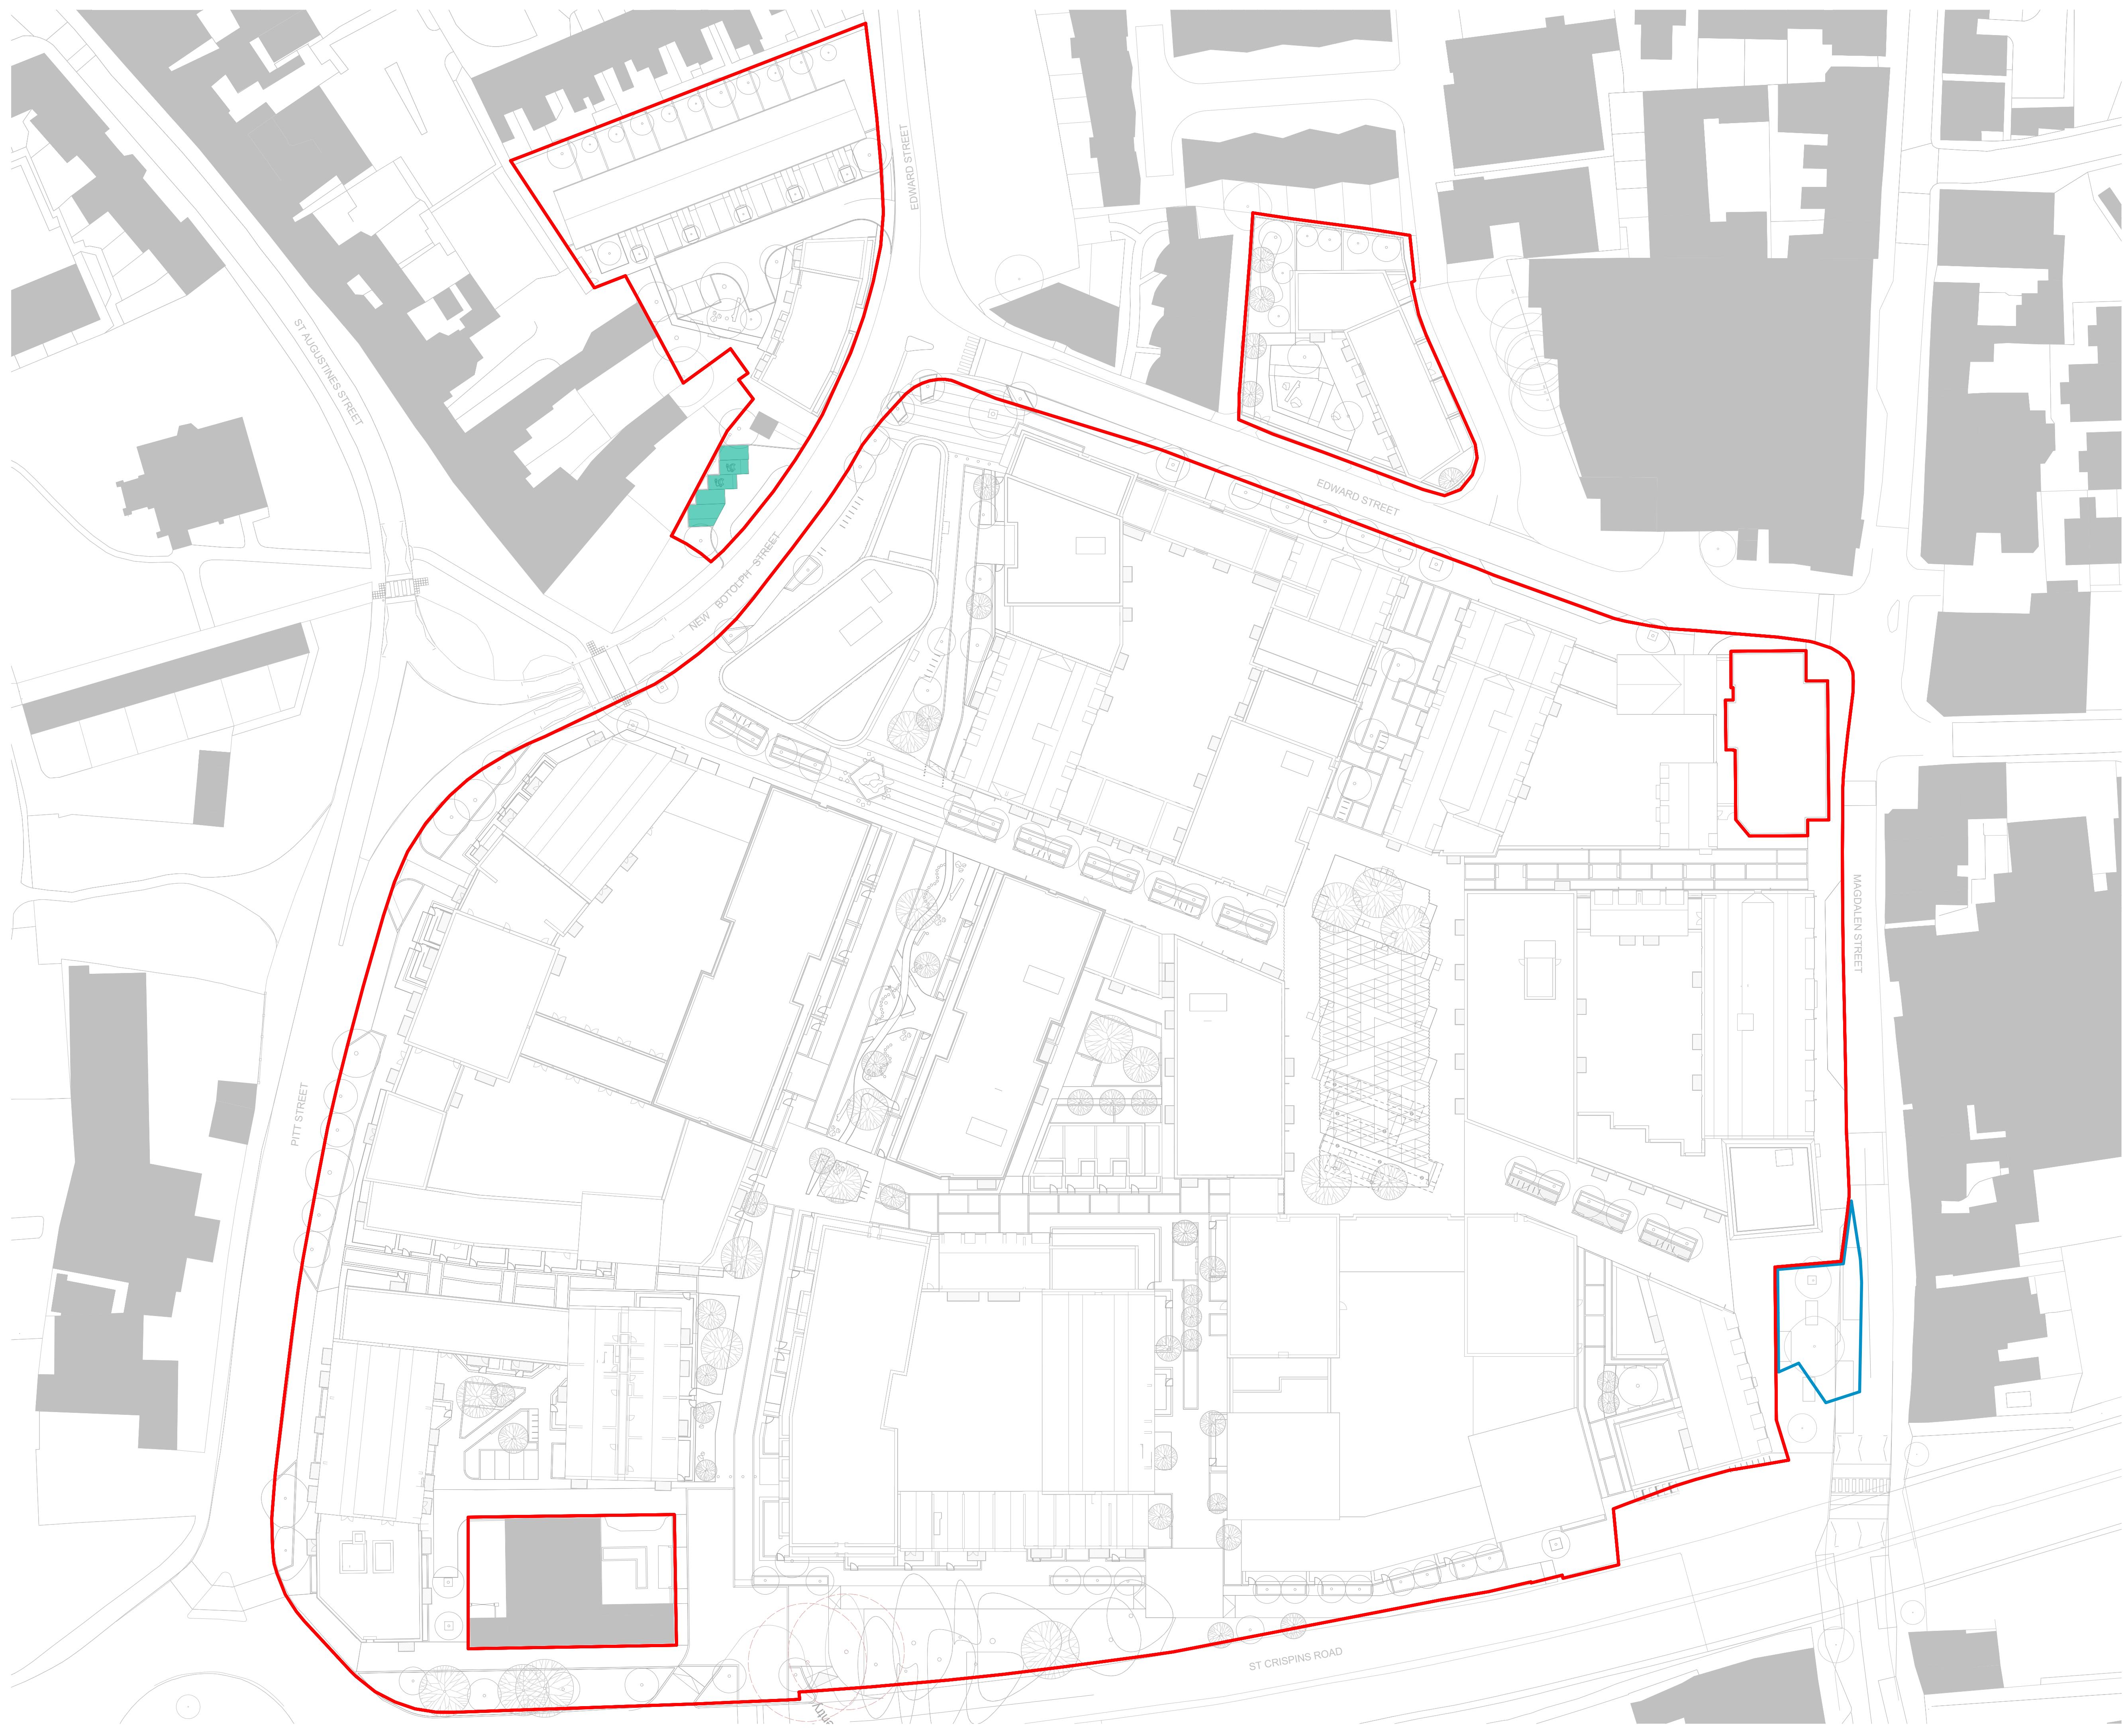 EDWARD STREET
ST AUGUSTINES STREET
EDWARD STREET
NEW BOTOLPH STREET
MAGDALEN STREET
PITT STREET
ST CRISPINS ROAD